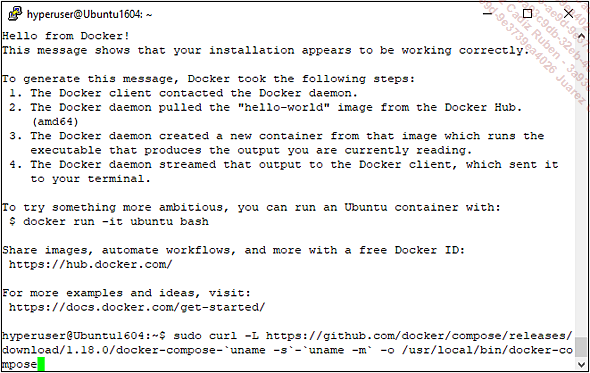 hyperuser@Ubuntu1604: ~
Hello from Docker!
This message shows that your installation appears to be working correctly.
To generate this message, Docker took the following steps:
1. The Docker client contacted the Docker daemon.
2. The Docker daemon pulled the "hello-world" image from the Docker Hub.
(amd64)
3. The Docker daemon created a new container from that image which runs the
executable that produces the output you are currently reading.
4. The Docker daemon streamed that output to the Docker client, which sent it
to your terminal.
To try something more ambitious, you can run an Ubuntu container with:
$ docker run -it ubuntu bash
Share images, automate workflows, and more with a free Docker ID:
https://hub.docker.com/
For more examples and ideas, visit:
https://docs.docker.com/get-started/
hyperuser@Ubuntu1604:~$ sudo curl -L https://github.com/docker/compose/releases/
download/1.18.0/docker-compose-`uname -s`-`uname -m` -o /usr/local/bin/docker-co
mpose